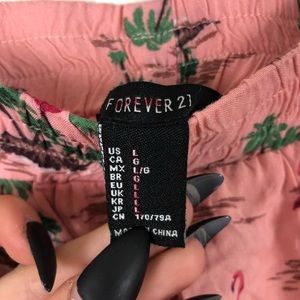 FOREVER 21
US L
CA G
MX L/G
BR G
EU L
UK L
KR L
JP L
CN 170/79A
MADE IN CHINA